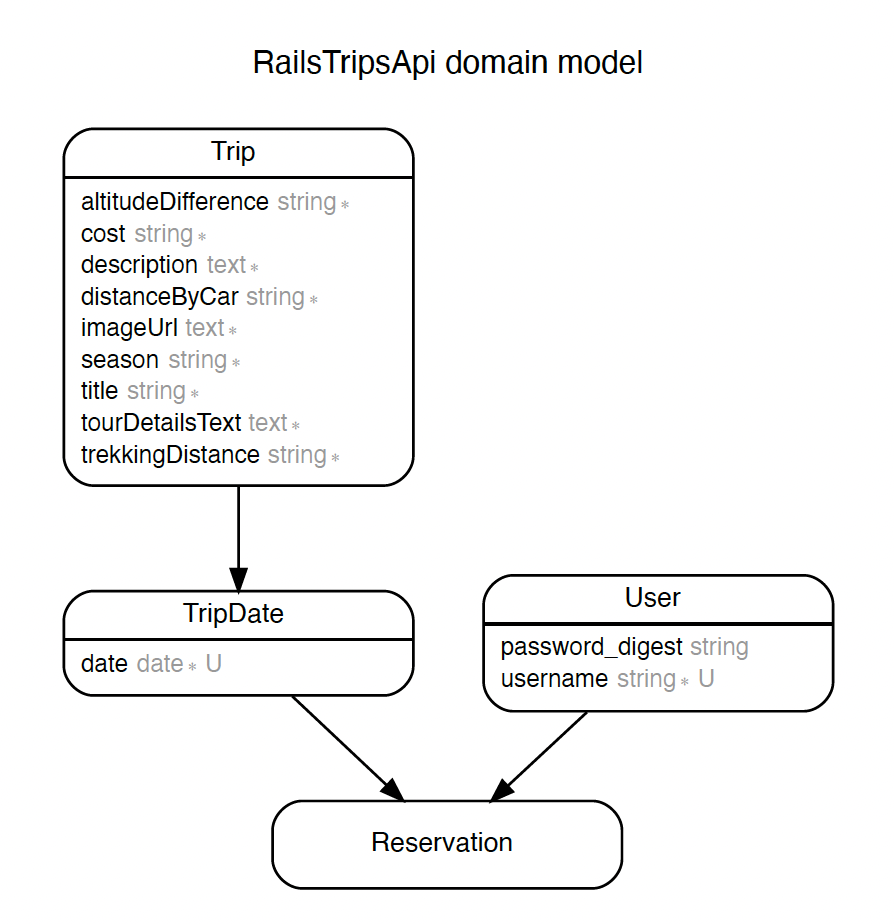 RailsTripsApi domain model
Trip
altitudeDifference string *
cost string *
description text *
distanceByCar string *
imageUrl text *
season string *
title string *
tourDetailsText text *
trekkingDistance string *
TripDate
date date * U
User
password_digest string
username string * U
Reservation